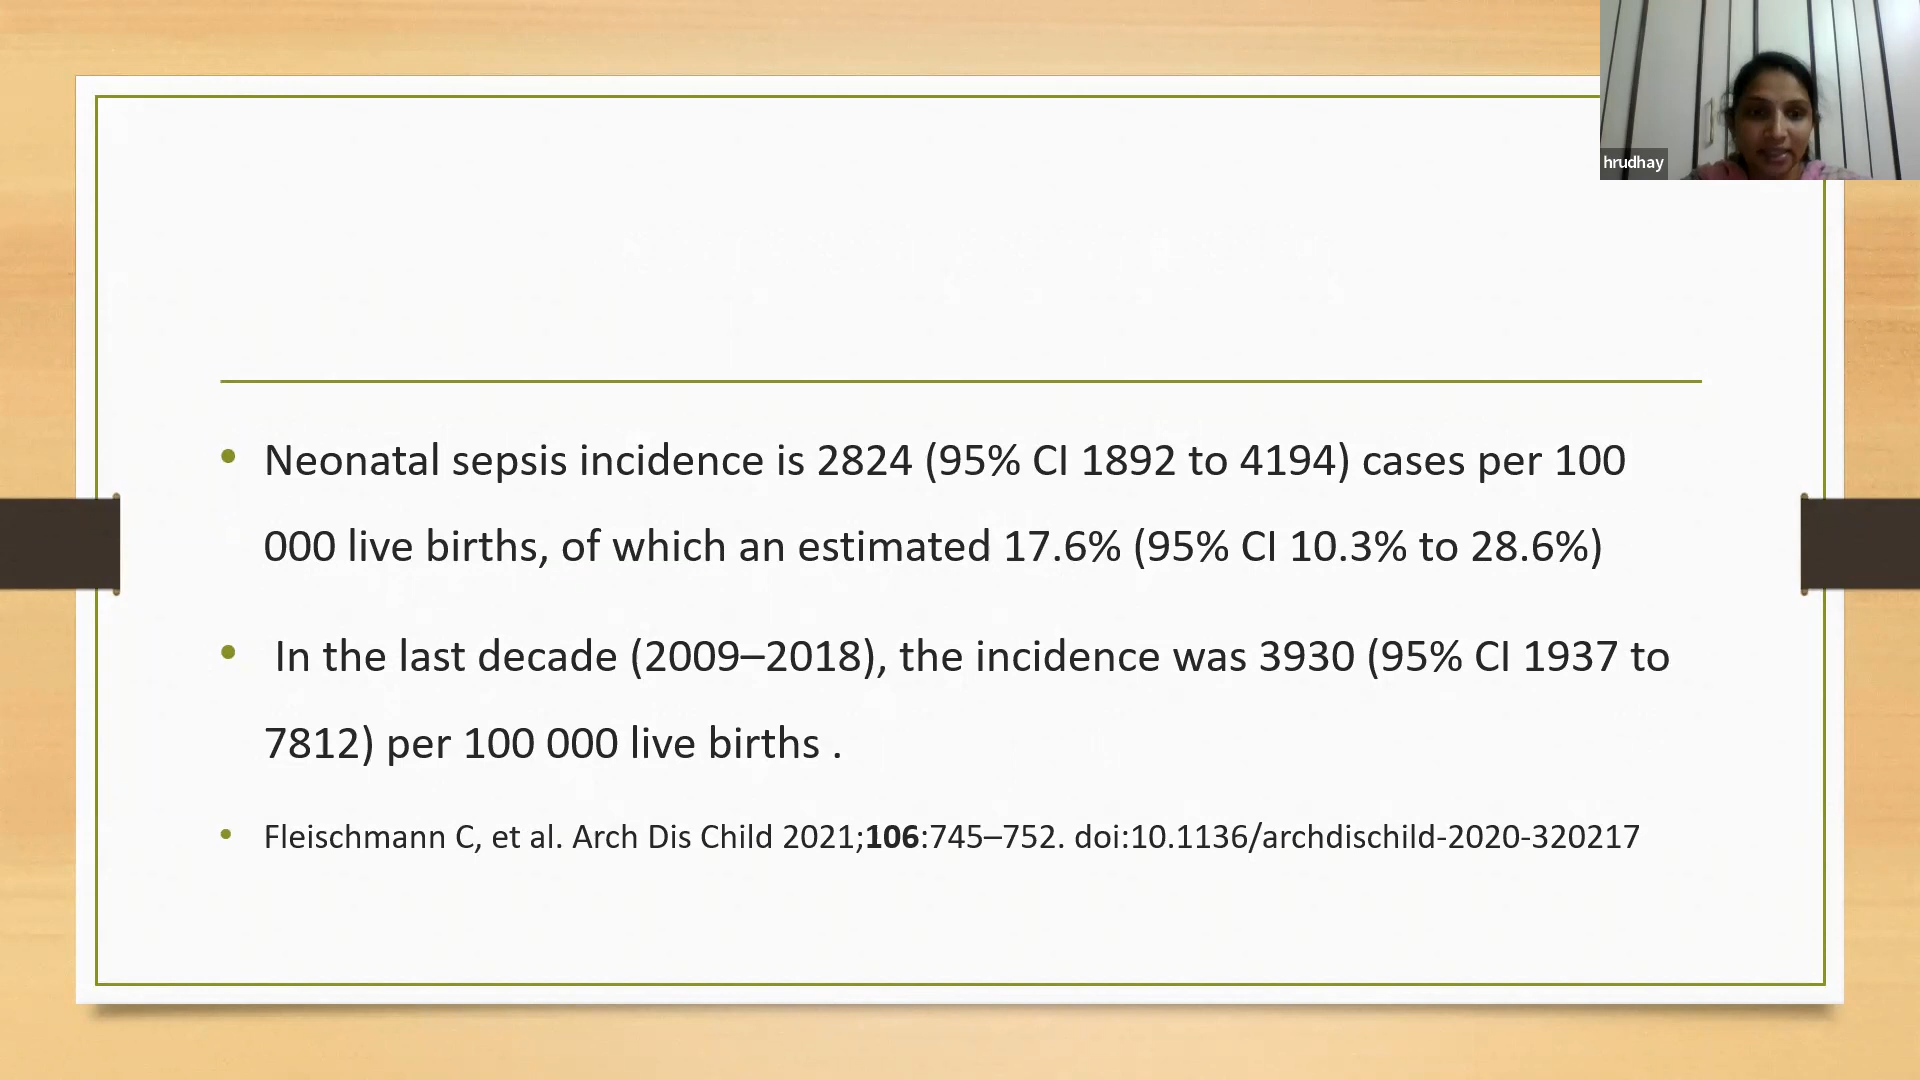 hrudhay
Neonatal sepsis incidence is 2824 (95% CI 1892 to 4194) cases per 100
000 live births, of which an estimated 17.6% (95% CI 10.3% to 28.6%)
In the last decade (2009–2018), the incidence was 3930 (95% CI 1937 to
7812) per 100 000 live births .
Fleischmann C, et al. Arch Dis Child 2021;106:745–752. doi:10.1136/archdischild-2020-320217